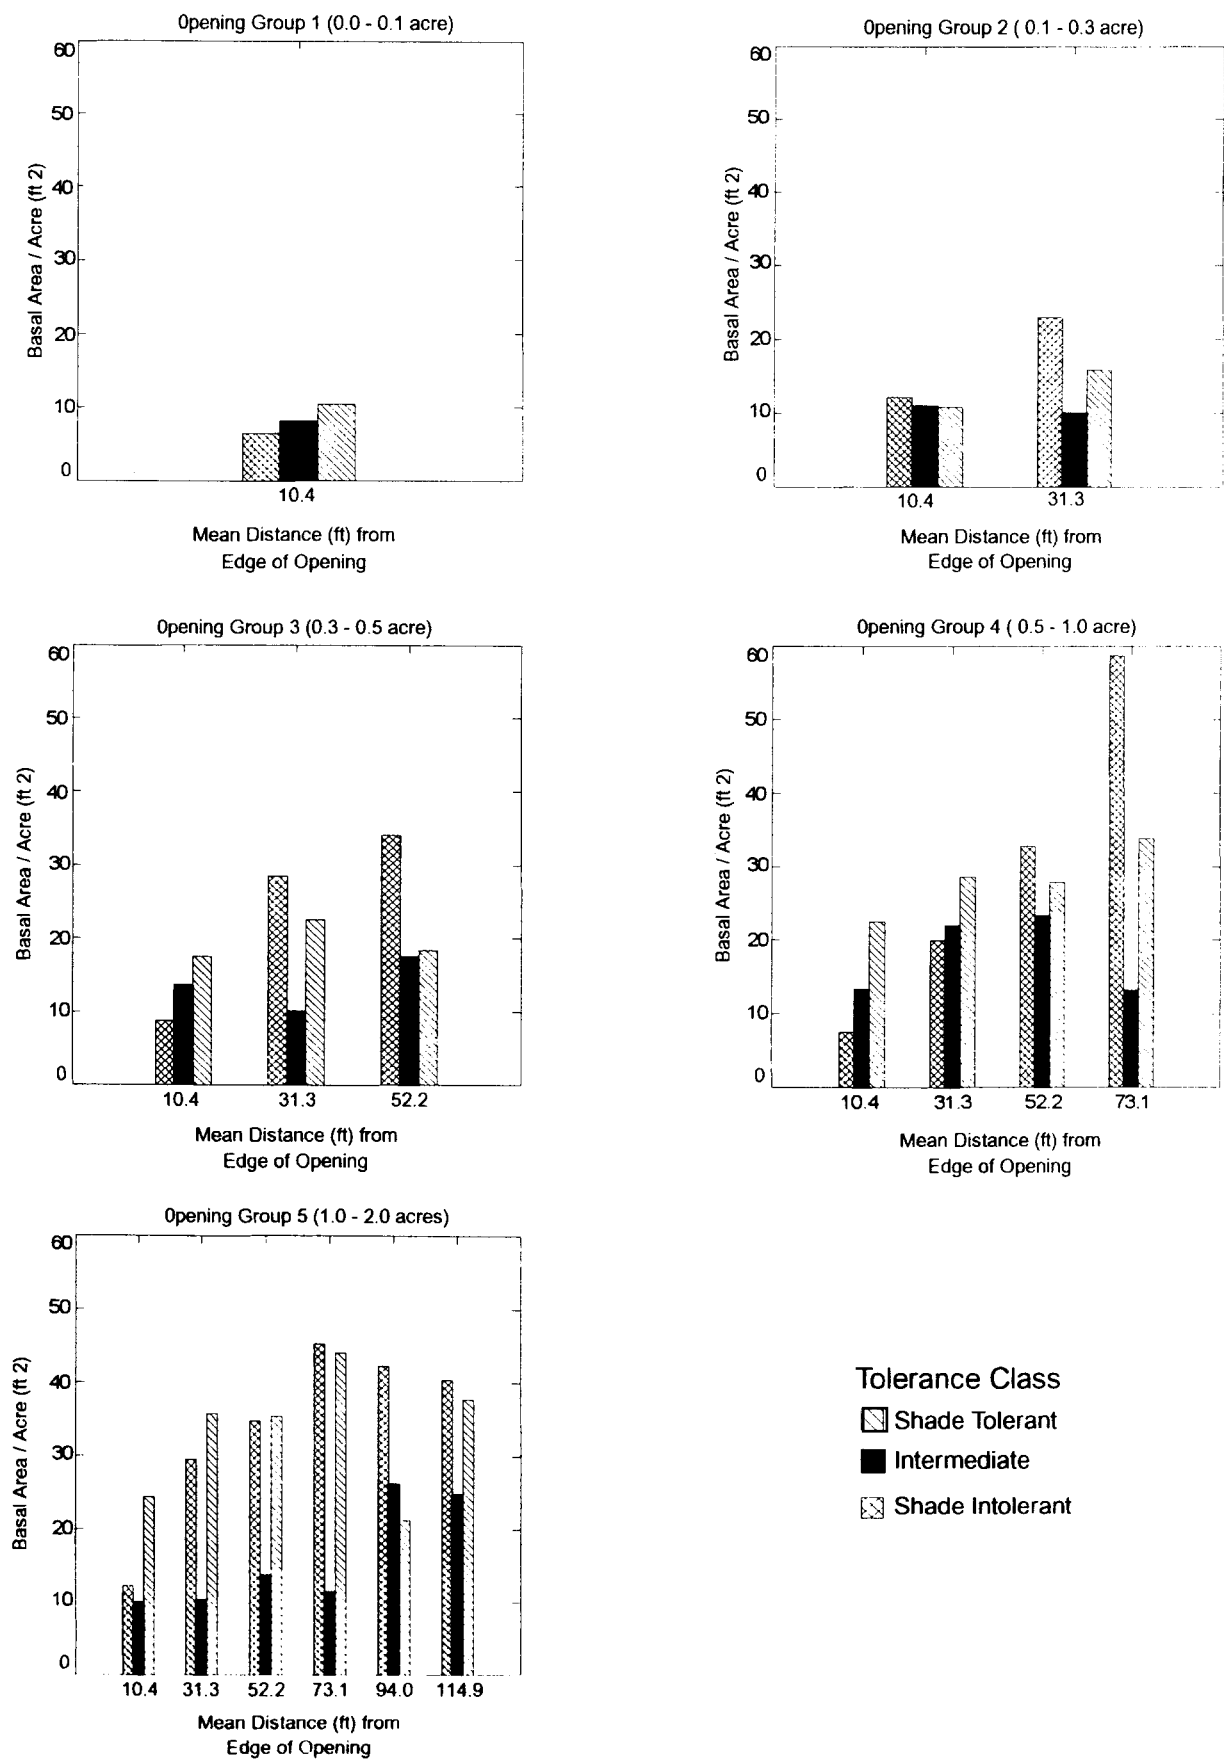 0pening Group 1 (0.0 - 0.1 acre)
60
50
40
30
20
10
0
Basal Area / Acre (ft 2)
10.4
Mean Distance (ft) from
Edge of Opening
0pening Group 2 ( 0.1 - 0.3 acre)
60
50
40
30
20
10
0
Basal Area / Acre (ft 2)
10.4 31.3
Mean Distance (ft) from
Edge of Opening
0pening Group 3 (0.3 - 0.5 acre)
60
50
40
30
20
10
0
Basal Area / Acre (ft 2)
10.4 31.3 52.2
Mean Distance (ft) from
Edge of Opening
0pening Group 4 ( 0.5 - 1.0 acre)
60
50
40
30
20
10
0
Basal Area / Acre (ft 2)
10.4 31.3 52.2 73.1
Mean Distance (ft) from
Edge of Opening
0pening Group 5 (1.0 - 2.0 acres)
60
50
40
30
20
10
0
Basal Area / Acre (ft 2)
10.4 31.3 52.2 73.1 94.0 114.9
Mean Distance (ft) from
Edge of Opening
Tolerance Class
Shade Tolerant
Intermediate
Shade Intolerant